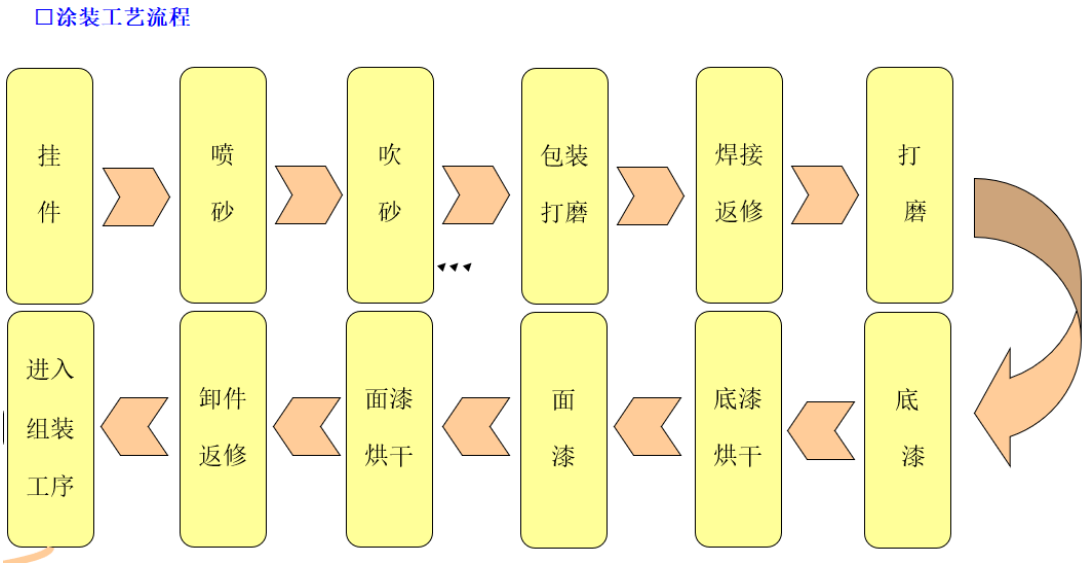 □涂装工艺流程
挂
件
喷
砂
吹
砂
包装
打磨
焊接
返修
打
磨
底
漆
底漆
烘干
面
漆
面漆
烘干
卸件
返修
进入
组装
工序